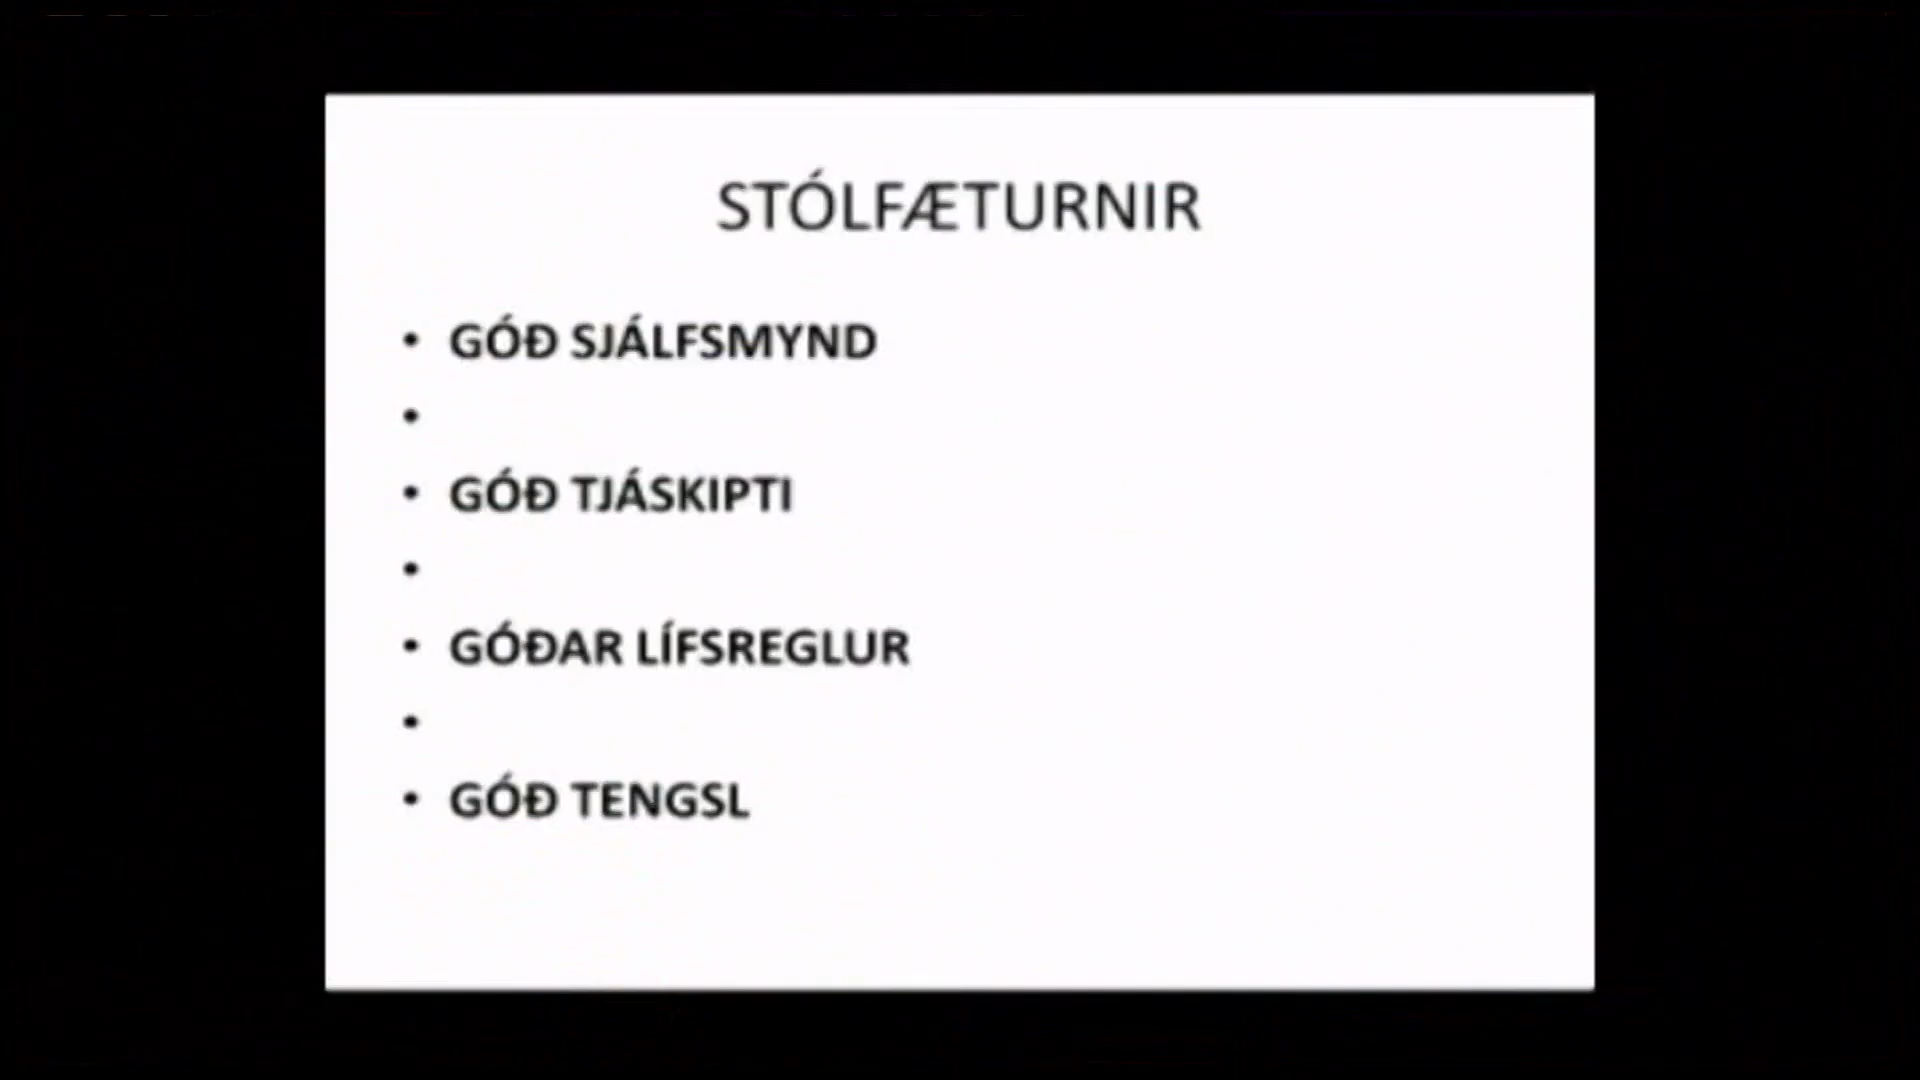 STÓLFÆTURNIR
• GÓÐ SJÁLFSMYND
•
• GÓÐ TJÁSKIPTI
•
• GÓÐAR LÍFSREGLUR
•
• GÓÐ TENGSL